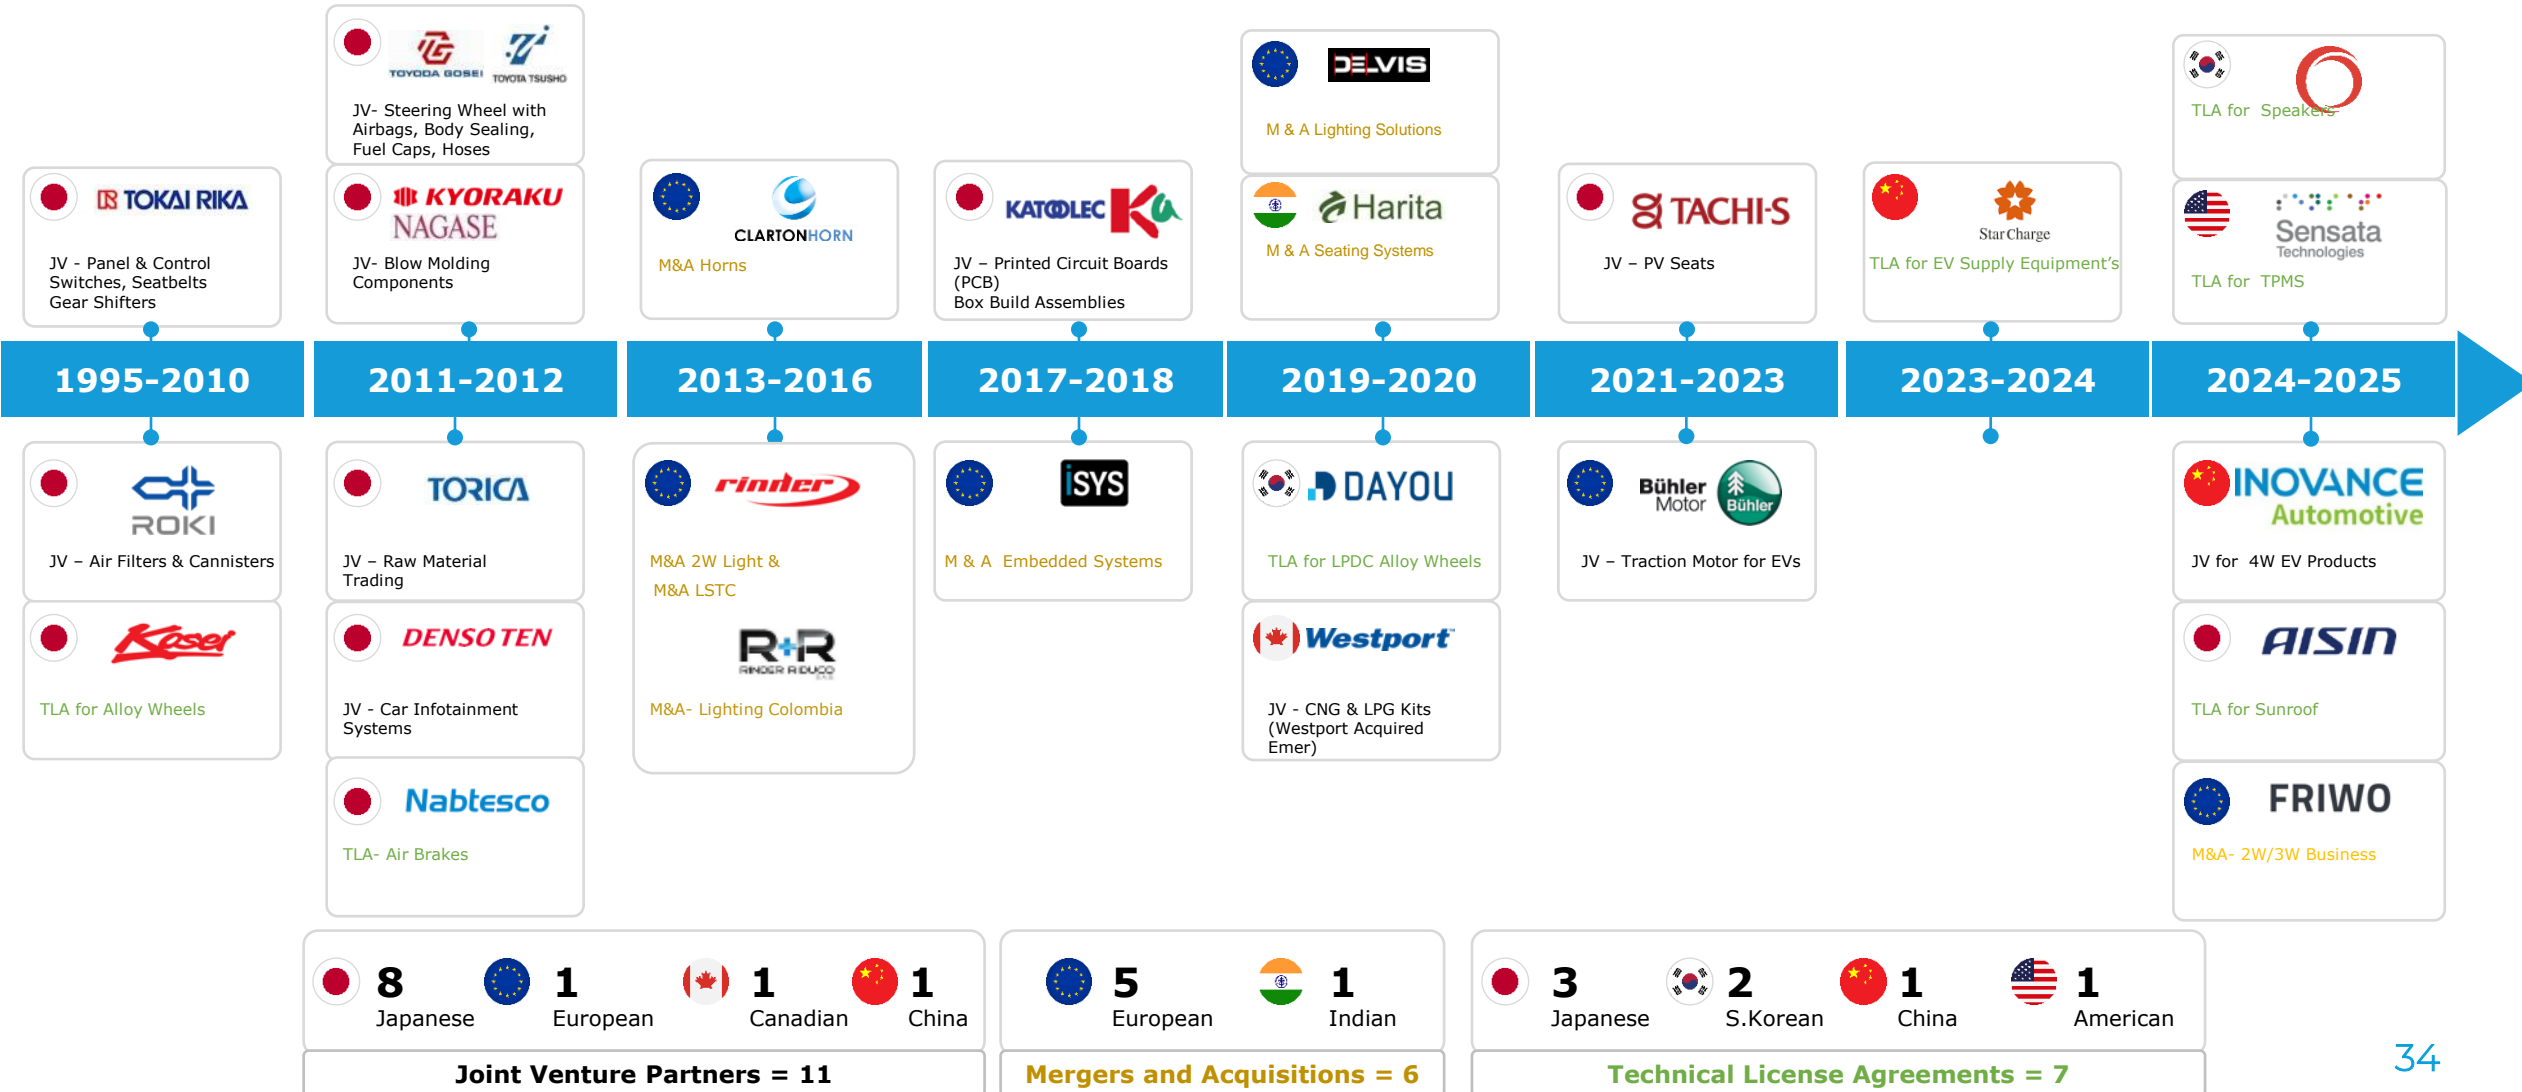 TOYODA GOSEI
TOYOTA TSUSHO
JV- Steering Wheel with
Airbags, Body Sealing,
Fuel Caps, Hoses
DELVIS
M & A Lighting Solutions
TLA for  Speakers
TOKAI RIKA
JV - Panel & Control
Switches, Seatbelts
Gear Shifters
KYORAKU
NAGASE
JV- Blow Molding
Components
CLARTONHORN
M&A Horns
KATOLEC
JV – Printed Circuit Boards
(PCB)
Box Build Assemblies
Harita
M & A Seating Systems
TACHI-S
JV – PV Seats
Star Charge
TLA for EV Supply Equipment’s
Sensata
Technologies
TLA for  TPMS
1995-2010
2011-2012
2013-2016
2017-2018
2019-2020
2021-2023
2023-2024
2024-2025
ROKI
JV – Air Filters & Cannisters
Kosei
TLA for Alloy Wheels
TORICA
JV – Raw Material
Trading
DENSO TEN
JV - Car Infotainment
Systems
Nabtesco
TLA- Air Brakes
rinder
M&A 2W Light &
M&A LSTC
R+R
RINDER RIDUCO
S.A.S
M&A- Lighting Colombia
iSYS
M & A  Embedded Systems
DAYOU
TLA for LPDC Alloy Wheels
Westport™
JV - CNG & LPG Kits
(Westport Acquired
Emer)
Bühler
Motor
Bühler
JV – Traction Motor for EVs
INOVANCE
Automotive
JV for  4W EV Products
AISIN
TLA for Sunroof
FRIWO
M&A- 2W/3W Business
8
Japanese
1
European
1
Canadian
1
China
Joint Venture Partners = 11
5
European
1
Indian
Mergers and Acquisitions = 6
3
Japanese
2
S.Korean
1
China
1
American
Technical License Agreements = 7
34